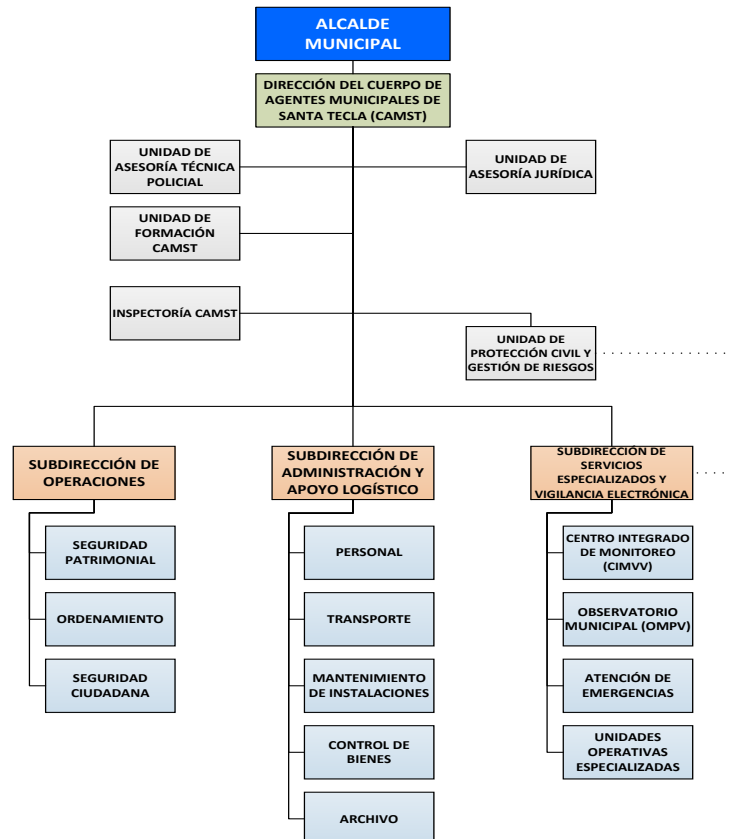 ALCALDE
MUNICIPAL
DIRECCIÓN DEL CUERPO DE
AGENTES MUNICIPALES DE
SANTA TECLA (CAMST)
UNIDAD DE
ASESORÍA TÉCNICA
POLICIAL
UNIDAD DE
ASESORÍA JURÍDICA
UNIDAD DE
FORMACIÓN
CAMST
INSPECTORÍA CAMST
UNIDAD DE
PROTECCIÓN CIVIL Y
GESTIÓN DE RIESGOS
SUBDIRECCIÓN DE
OPERACIONES
SEGURIDAD
PATRIMONIAL
ORDENAMIENTO
SEGURIDAD
CIUDADANA
SUBDIRECCIÓN DE
ADMINISTRACIÓN Y
APOYO LOGÍSTICO
PERSONAL
TRANSPORTE
MANTENIMIENTO
DE INSTALACIONES
CONTROL DE
BIENES
ARCHIVO
SUBDIRECCIÓN DE
SERVICIOS
ESPECIALIZADOS Y
VIGILANCIA ELECTRÓNICA
CENTRO INTEGRADO
DE MONITOREO
(CIMVV)
OBSERVATORIO
MUNICIPAL (OMPV)
ATENCIÓN DE
EMERGENCIAS
UNIDADES
OPERATIVAS
ESPECIALIZADAS